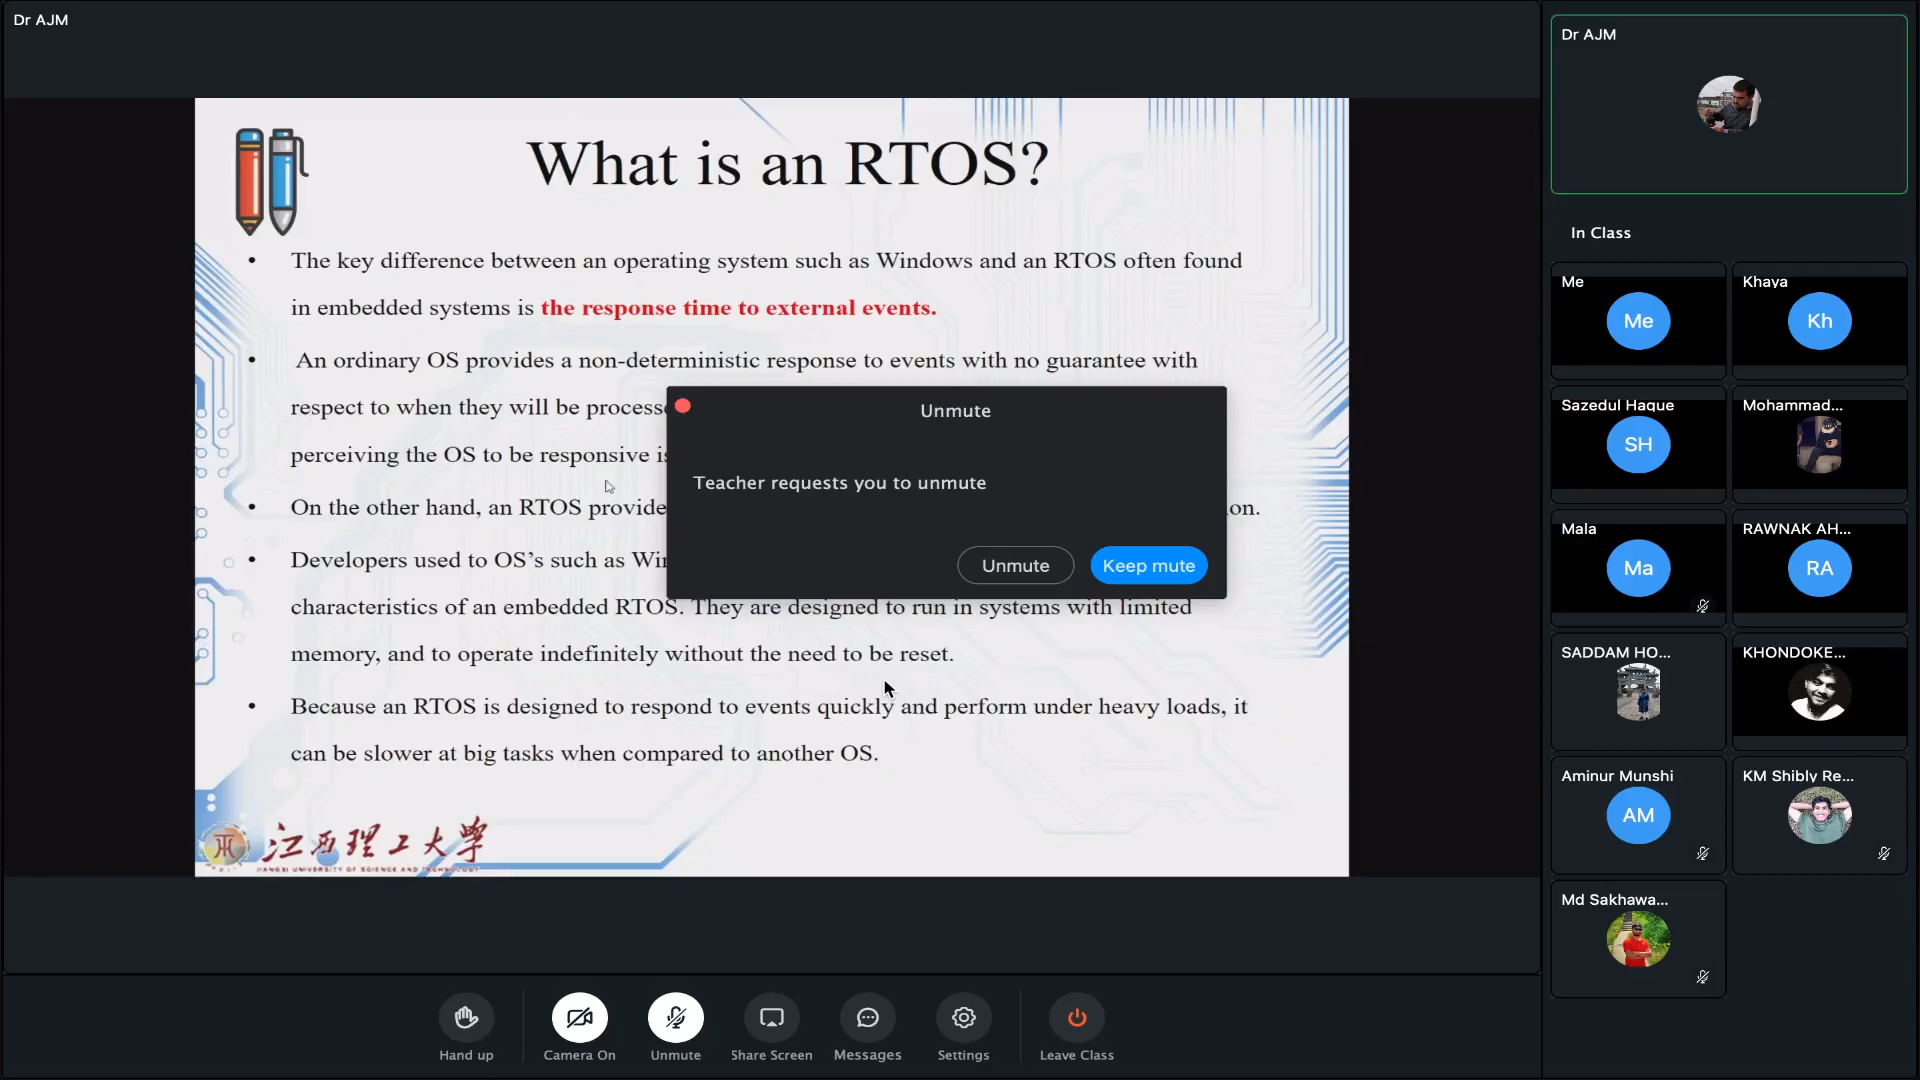 Dr AJM
What is an RTOS?
• The key difference between an operating system such as Windows and an RTOS often found
in embedded systems is the response time to external events.
• An ordinary OS provides a non-deterministic response to events with no guarantee with
respect to when they will be
perceiving the OS to be responsive
• On the other hand, an RTOS
on.
• Developers used to OS's such as
characteristics of an embedded RTOS. They are designed to run in systems with limited
memory, and to operate indefinitely without the need to be reset.
• Because an RTOS is designed to respond to events quickly and perform under heavy loads, it
can be slower at big tasks when compared to another OS.
江西理工大学
JIANGXI UNIVERSITY OF SCIENCE AND TECHNOLOGY
Unmute
Teacher requests you to unmute
Unmute
Keep mute
Dr AJM
In Class
Me
Me
Khaya
Kh
Sazedul Haque
SH
Mohammad...
Mala
Ma
RAWNAK AH...
RA
SADDAM HO...
KHONDOKE...
Aminur Munshi
AM
KM Shibly Re...
Md Sakhawa...
Hand up
Camera On
Unmute
Share Screen
Messages
Settings
Leave Class